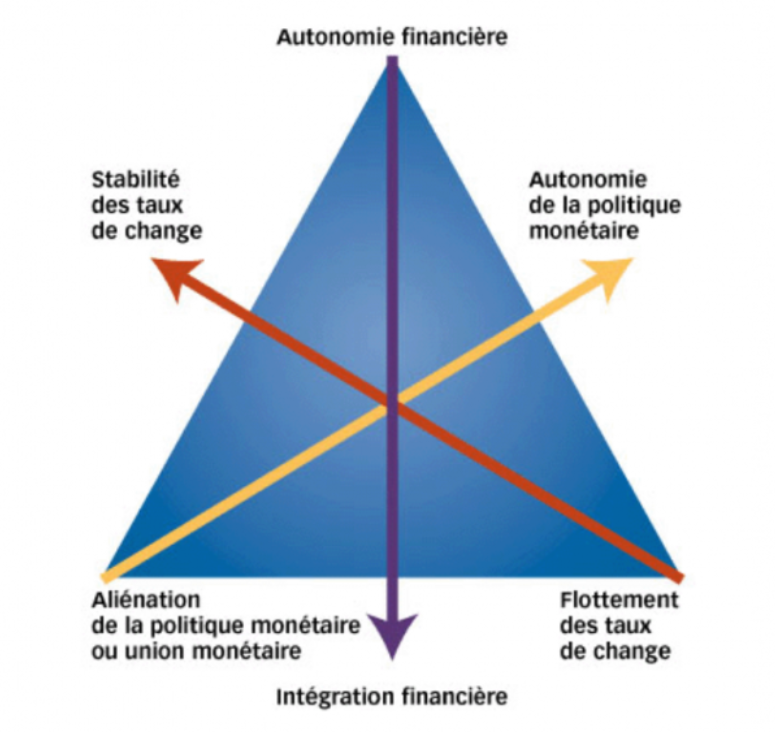 Autonomie financière
Stabilité
des taux
de change
Autonomie
de la politique
monétaire
Aliénation
de la politique monétaire
ou union monétaire
Flottement
des taux
de change
Intégration financière